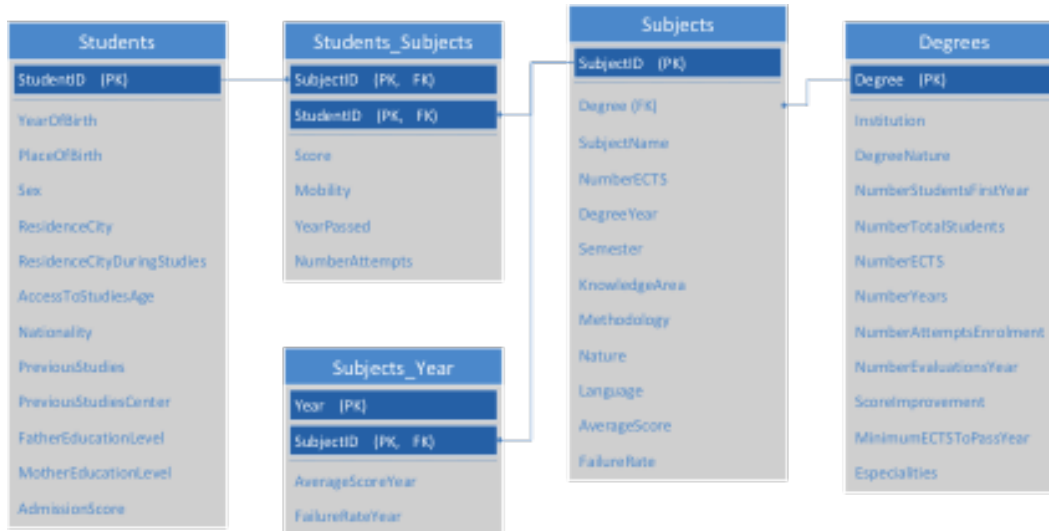 Students
StudentID (PK)
YearOfBirth
PlaceOfBirth
Sex
ResidenceCity
ResidenceCityDuringStudies
AccessToStudiesAge
Nationality
PreviousStudies
PreviousStudiesCenter
FatherEducationLevel
MotherEducationLevel
AdmissionScore
Students_Subjects
SubjectID (PK, FK)
StudentID (PK, FK)
Score
Mobility
YearPassed
NumberAttempts
Subjects_Year
Year (PK)
SubjectID (PK, FK)
AverageScoreYear
FailureRateYear
Subjects
SubjectID (PK)
Degree (FK)
SubjectName
NumberECTS
DegreeYear
Semester
KnowledgeArea
Methodology
Nature
Language
AverageScore
FailureRate
Degrees
Degree (PK)
Institution
DegreeNature
NumberStudentsFirstYear
NumberTotalStudents
NumberECTS
NumberYears
NumberAttemptsEnrolment
NumberEvaluationsYear
ScoreImprovement
MinimumECTSToPassYear
Especialities